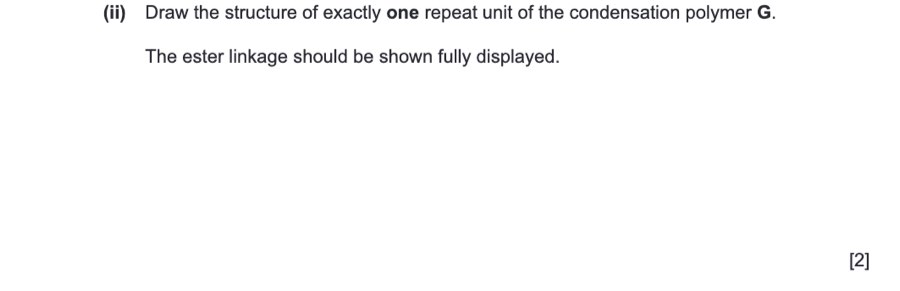 (ii) Draw the structure of exactly one repeat unit of the condensation polymer G.
The ester linkage should be shown fully displayed.
[2]